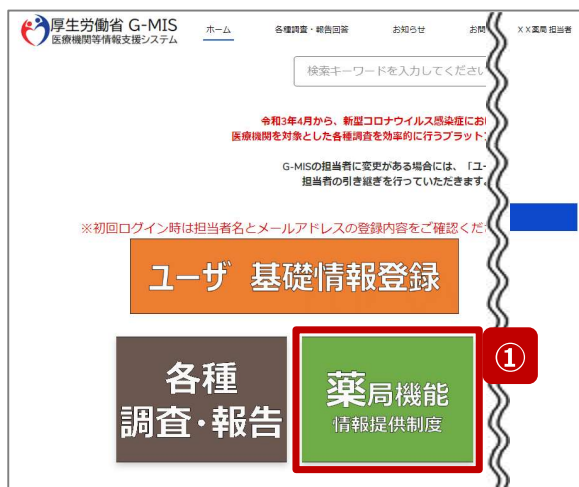 厚生労働省 G-MIS
医療機関等情報支援システム
ホーム 各種調査・報告回答 お知らせ お問 XX薬局 担当者
検索キーワードを入力してください
令和3年4月から、新型コロナウイルス感染症にお
医療機関を対象とした各種調査を効率的に行うプラット
G-MISの担当者に変更がある場合には、「ユー
担当者の引き継ぎを行っていただきます。
※初回ログイン時は担当者名とメールアドレスの登録内容をご確認くだ
ユーザ 基礎情報登録
各種
調査・報告
薬局機能
情報提供制度
①